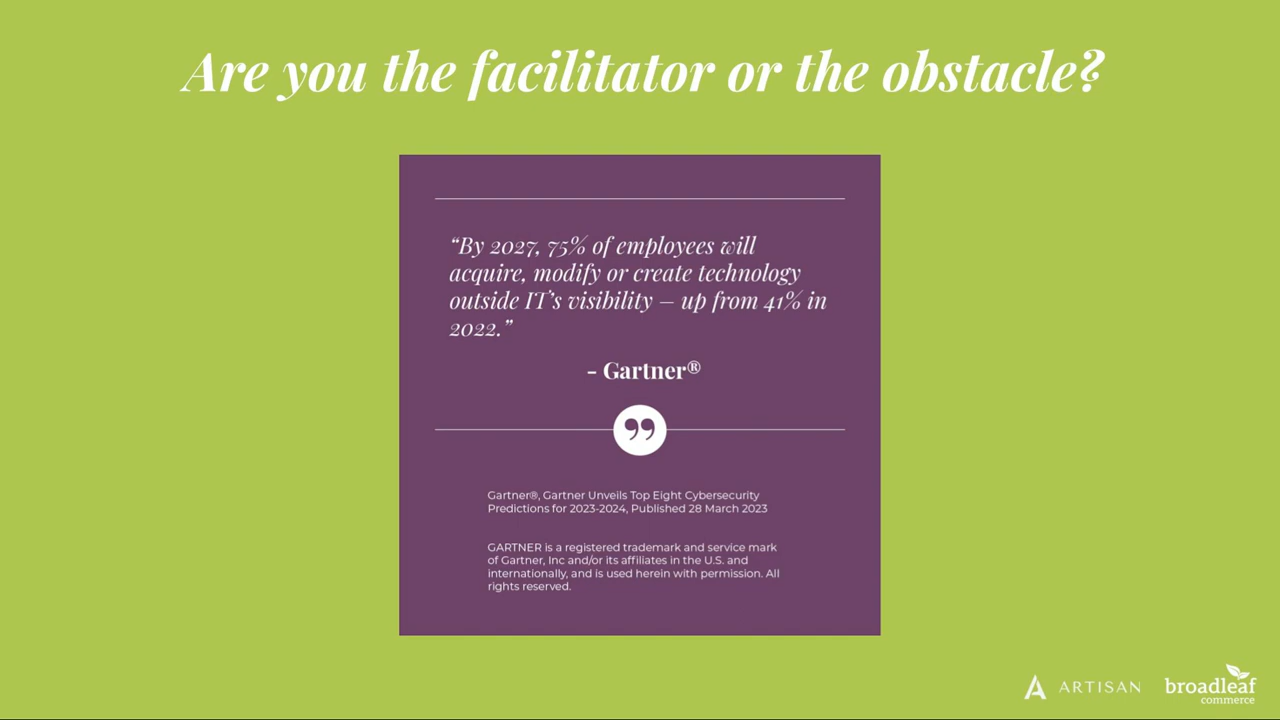 Are you the facilitator or the obstacle?
“By 2027, 75% of employees will
acquire, modify or create technology
outside IT’s visibility – up from 41% in
2022.”
- Gartner®
Gartner®, Gartner Unveils Top Eight Cybersecurity
Predictions for 2023-2024, Published 28 March 2023
GARTNER is a registered trademark and service mark
of Gartner, Inc and/or its affiliates in the U.S. and
internationally, and is used herein with permission. All
rights reserved.
ARTISAN
broadleaf
commerce